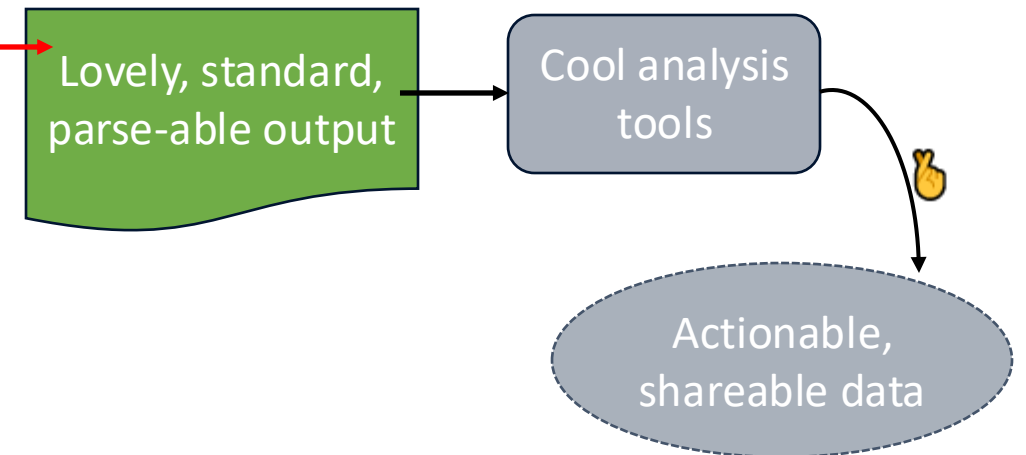 Lovely, standard,
parse-able output
Cool analysis
tools
Actionable,
shareable data